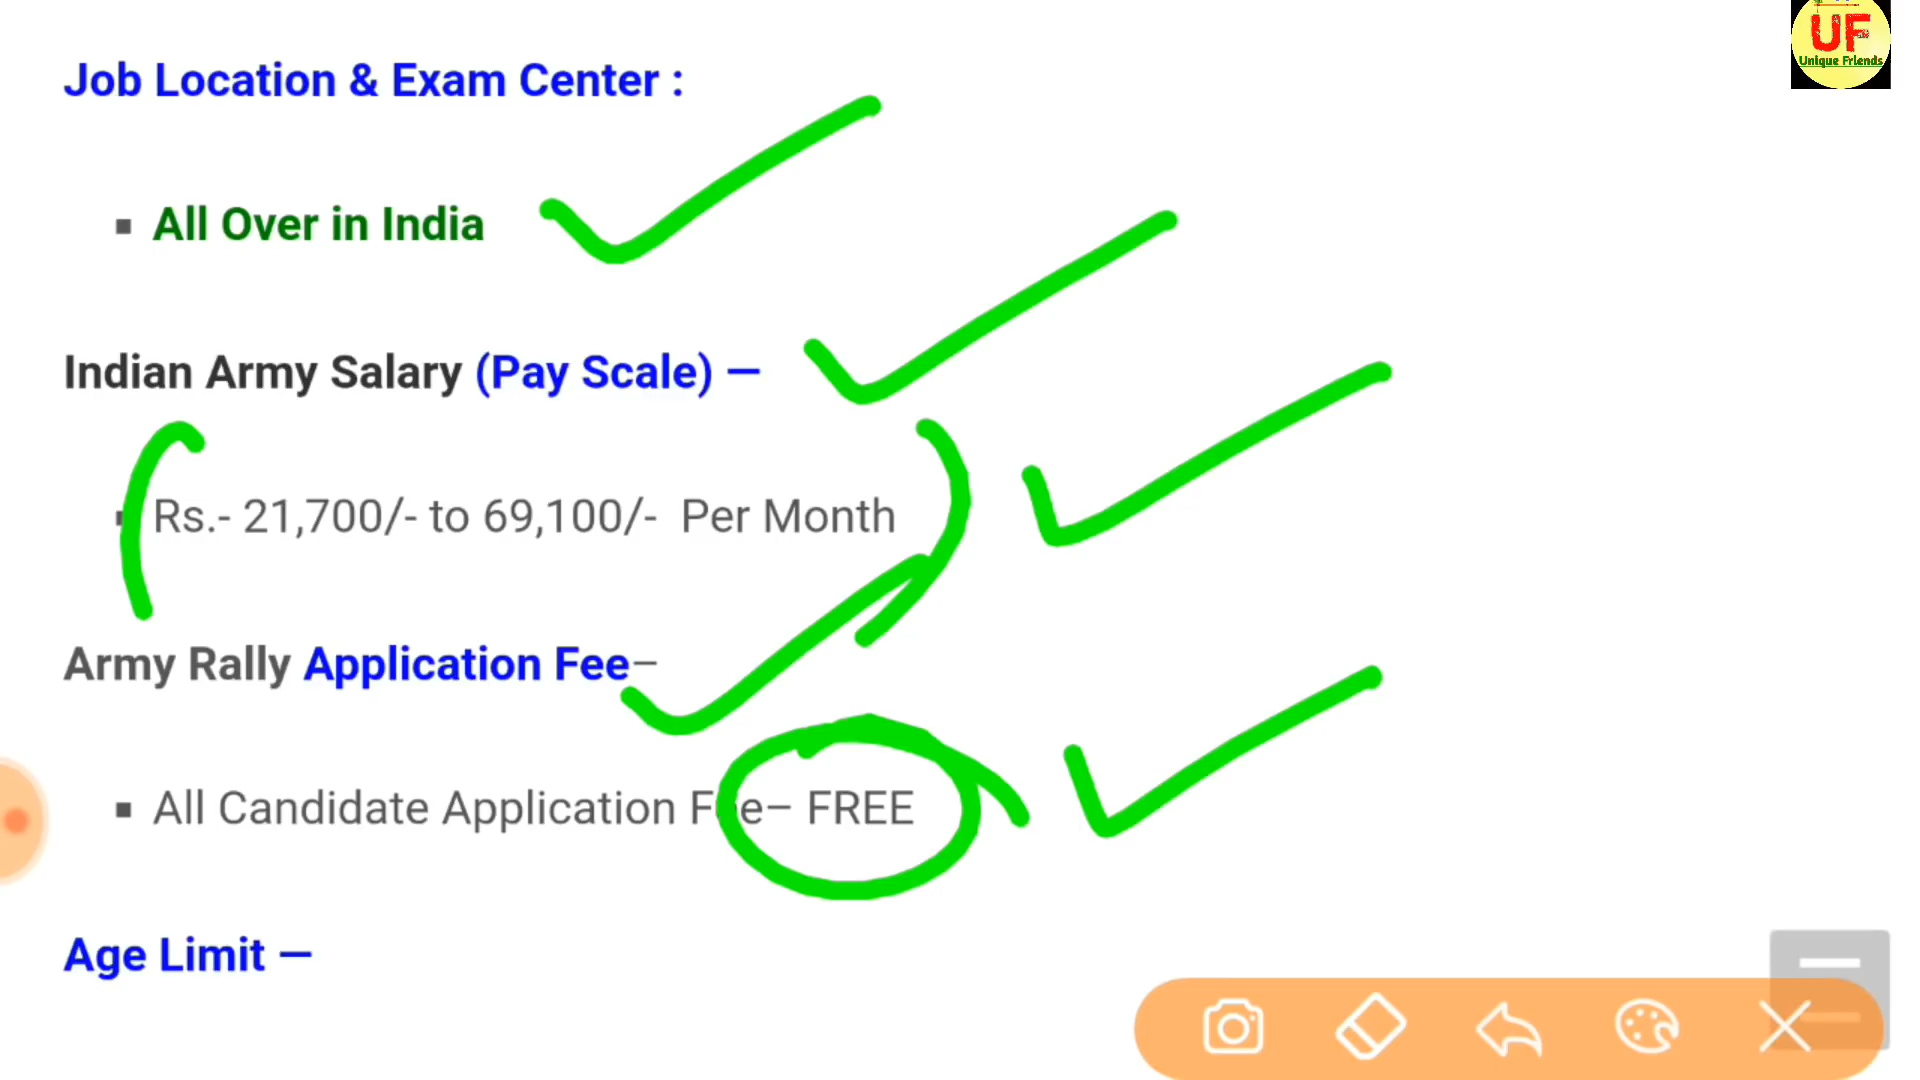 UF
Unique Friends
Job Location & Exam Center :
▪ All Over in India
Indian Army Salary (Pay Scale) —
▪ Rs.- 21,700/- to 69,100/-  Per Month
Army Rally Application Fee–
▪ All Candidate Application Fee– FREE
Age Limit —